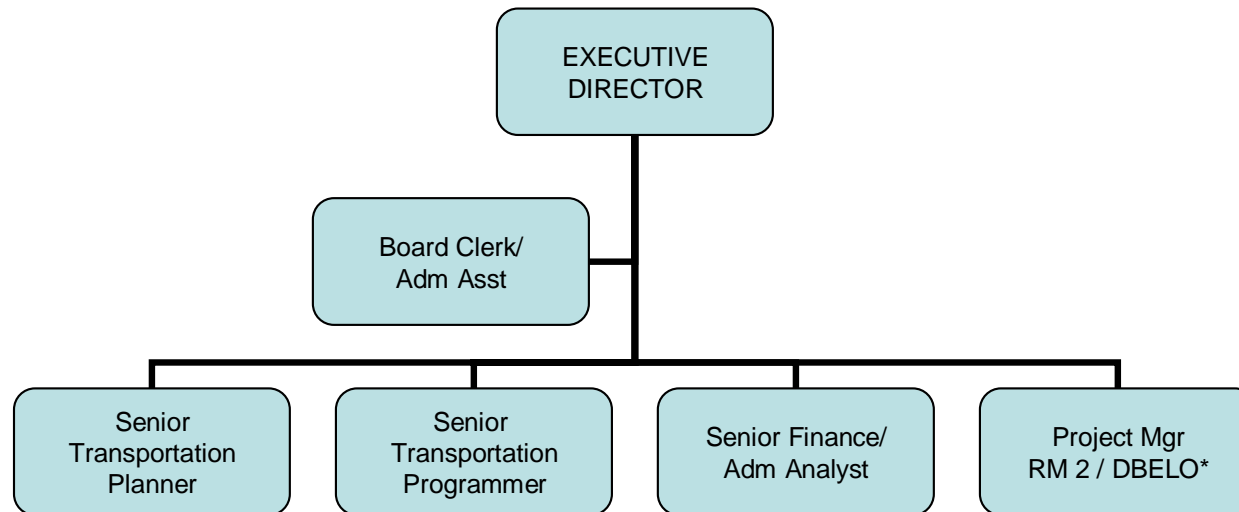 EXECUTIVE
DIRECTOR
Board Clerk/
Adm Asst
Senior
Transportation
Planner
Senior
Transportation
Programmer
Senior Finance/
Adm Analyst
Project Mgr
RM 2 / DBELO*